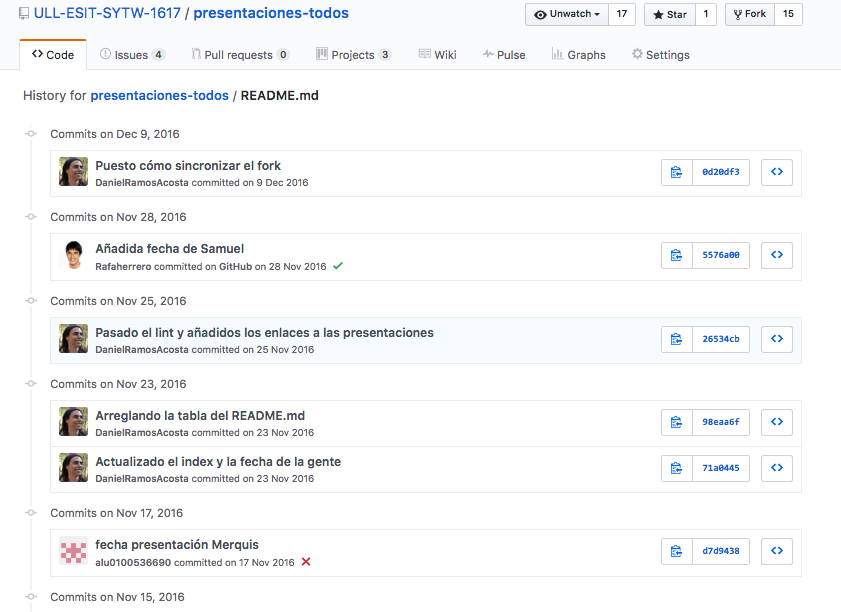 ULL-ESIT-SYTW-1617 / presentaciones-todos
Unwatch 17 Star 1 Fork 15
Code Issues 4 Pull requests 0 Projects 3 Wiki Pulse Graphs Settings
History for presentaciones-todos / README.md
Commits on Dec 9, 2016
Puesto cómo sincronizar el fork
DanielRamosAcosta committed on 9 Dec 2016
0d20df3
Commits on Nov 28, 2016
Añadida fecha de Samuel
Rafaherrero committed on GitHub on 28 Nov 2016
5576a00
Commits on Nov 25, 2016
Pasado el lint y añadidos los enlaces a las presentaciones
DanielRamosAcosta committed on 25 Nov 2016
26534cb
Commits on Nov 23, 2016
Arreglando la tabla del README.md
DanielRamosAcosta committed on 23 Nov 2016
98eaa6f
Actualizado el index y la fecha de la gente
DanielRamosAcosta committed on 23 Nov 2016
71a0445
Commits on Nov 17, 2016
fecha presentación Merquis
alu0100536690 committed on 17 Nov 2016
d7d9438
Commits on Nov 15, 2016